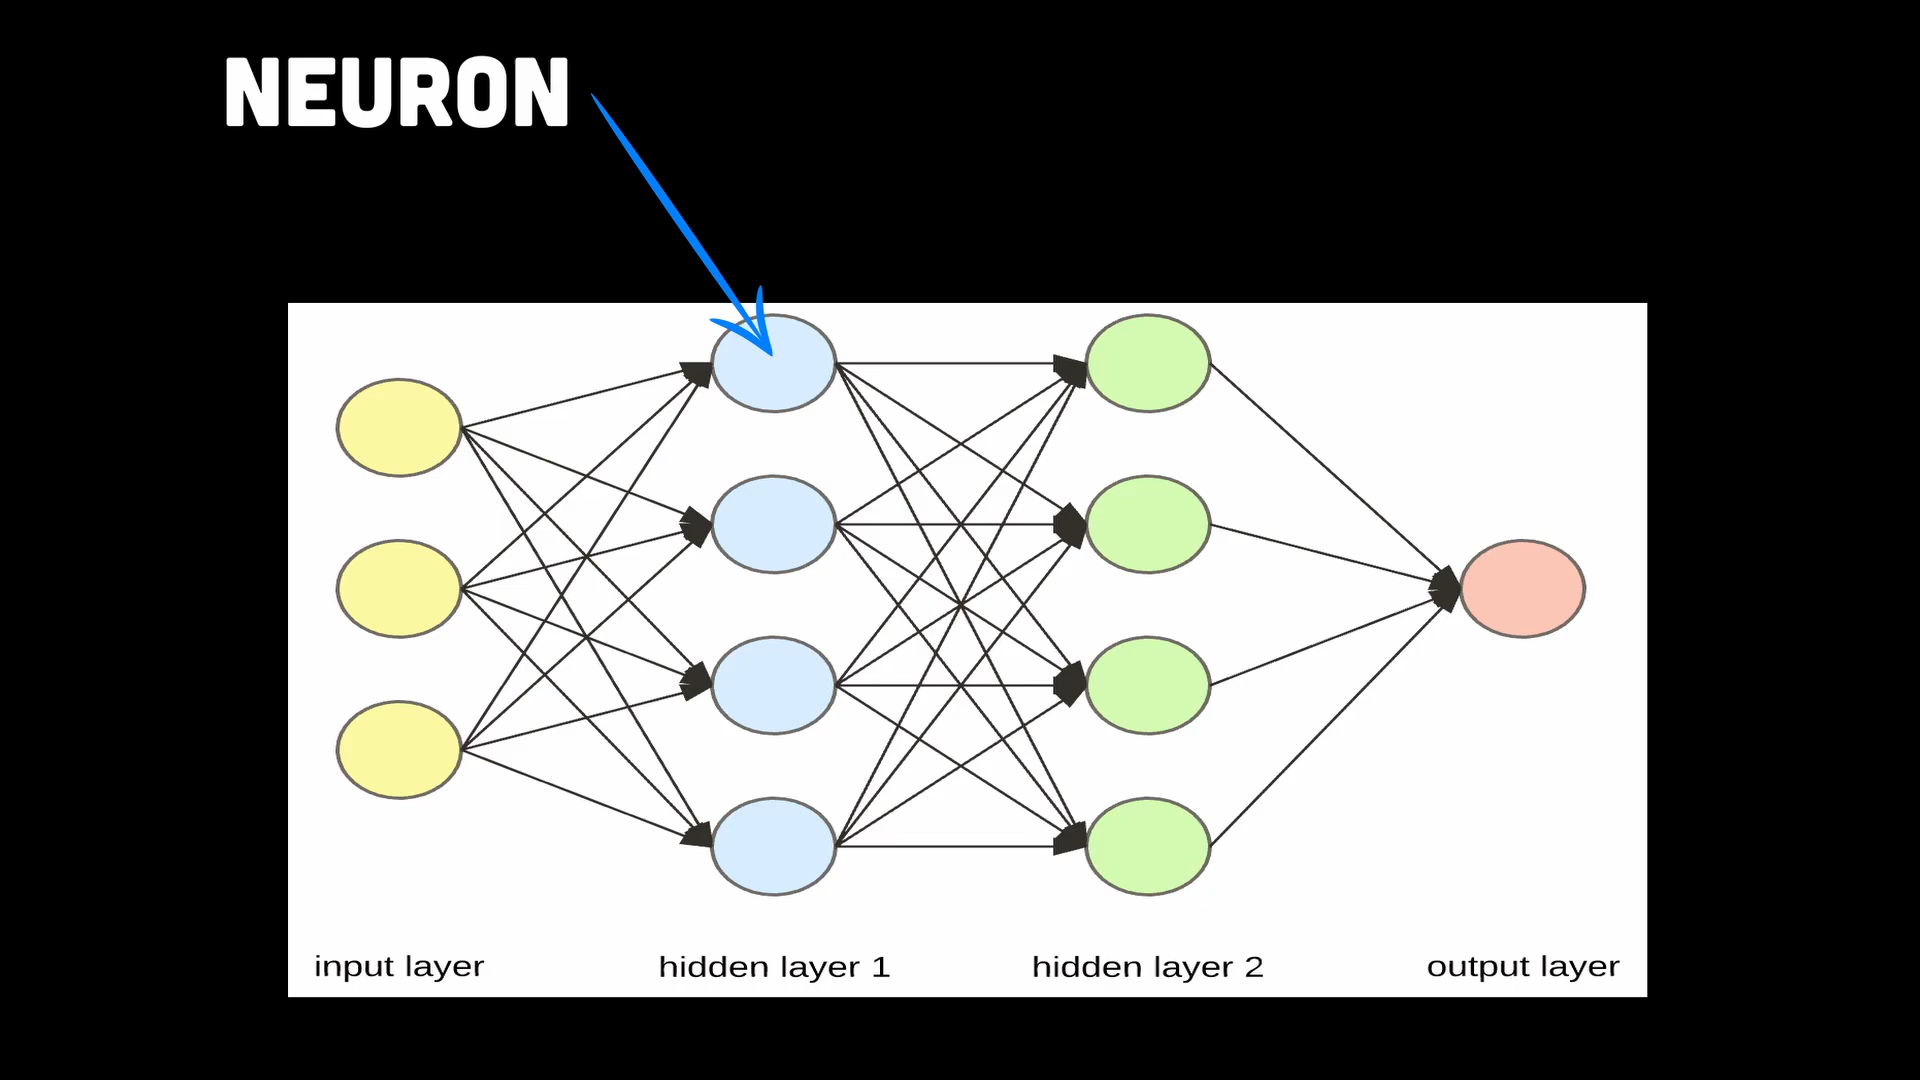 NEURON
input layer
hidden layer 1
hidden layer 2
output layer